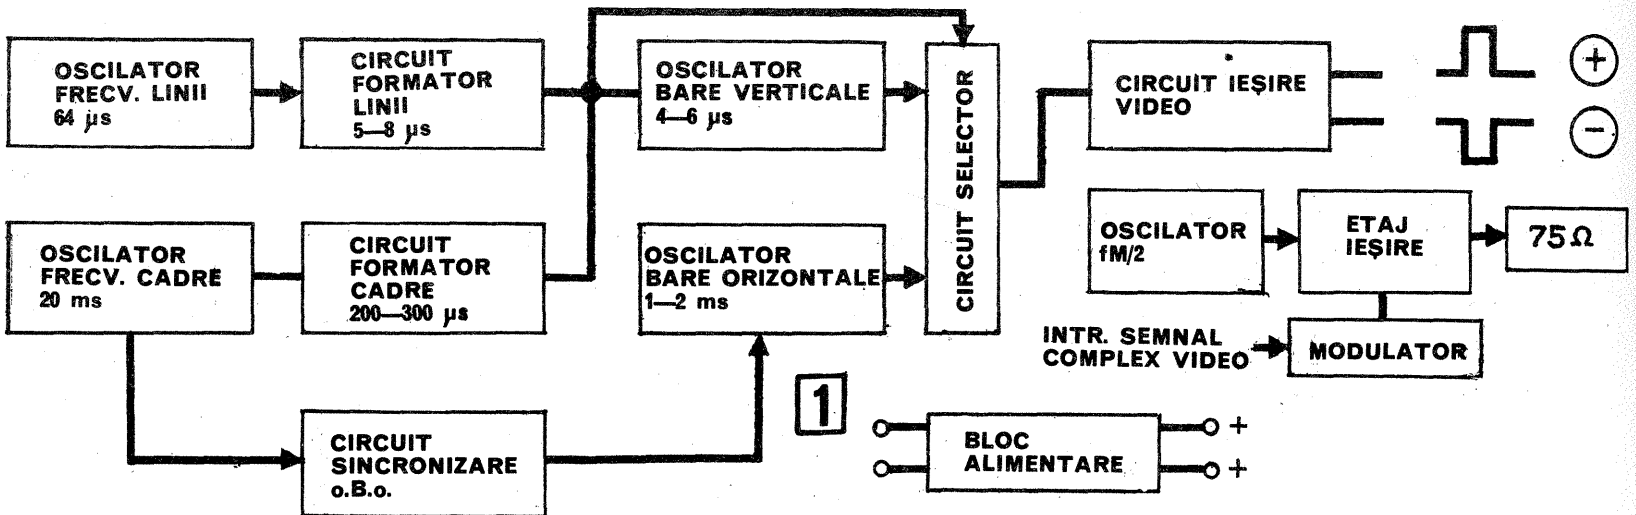 OSCILATOR
FRECV. LINII
64 µs
CIRCUIT
FORMATOR
LINII
5—8 µs
OSCILATOR
BARE VERTICALE
4—6 µs
CIRCUIT SELECTOR
CIRCUIT IEȘIRE
VIDEO
+
−
OSCILATOR
FRECV. CADRE
20 ms
CIRCUIT
FORMATOR
CADRE
200—300 µs
OSCILATOR
BARE ORIZONTALE
1—2 ms
OSCILATOR
fM/2
ETAJ
IEȘIRE
75Ω
INTR. SEMNAL
COMPLEX VIDEO
MODULATOR
CIRCUIT
SINCRONIZARE
o.B.o.
1
BLOC
ALIMENTARE
+
+